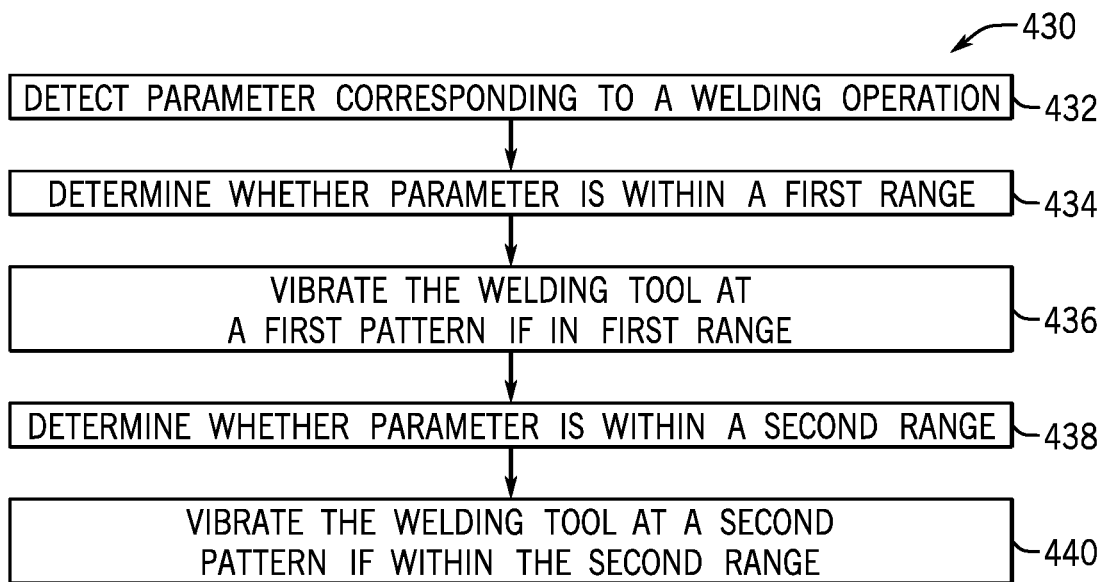 430
DETECT PARAMETER CORRESPONDING TO A WELDING OPERATION
432
DETERMINE WHETHER PARAMETER IS WITHIN A FIRST RANGE
434
VIBRATE THE WELDING TOOL AT
A FIRST PATTERN IF IN FIRST RANGE
436
DETERMINE WHETHER PARAMETER IS WITHIN A SECOND RANGE
438
VIBRATE THE WELDING TOOL AT A SECOND
PATTERN IF WITHIN THE SECOND RANGE
440